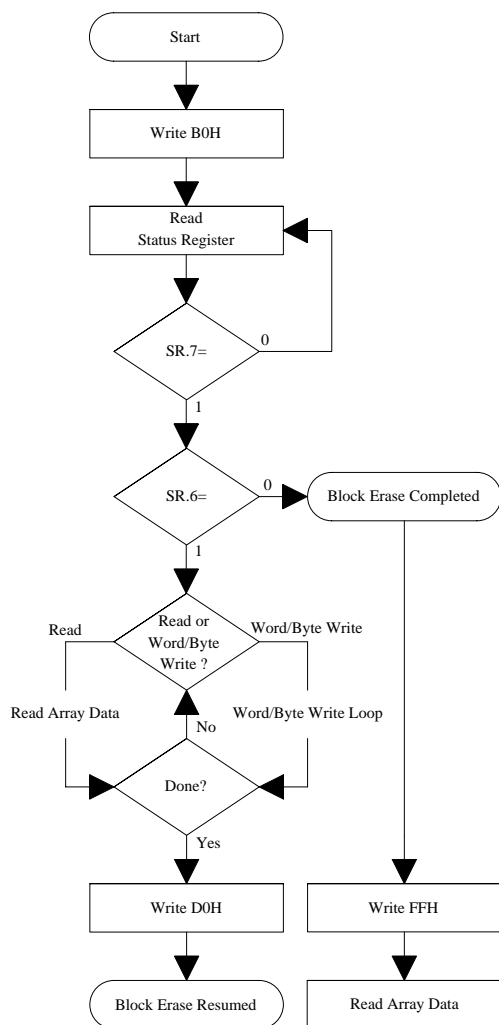 Start
Write B0H
Read
Status Register
SR.7=
0
1
SR.6=
0
Block Erase Completed
1
Read
Read or
Word/Byte
Write ?
Word/Byte Write
Read Array Data
Word/Byte Write Loop
No
Done?
Yes
Write D0H
Write FFH
Block Erase Resumed
Read Array Data